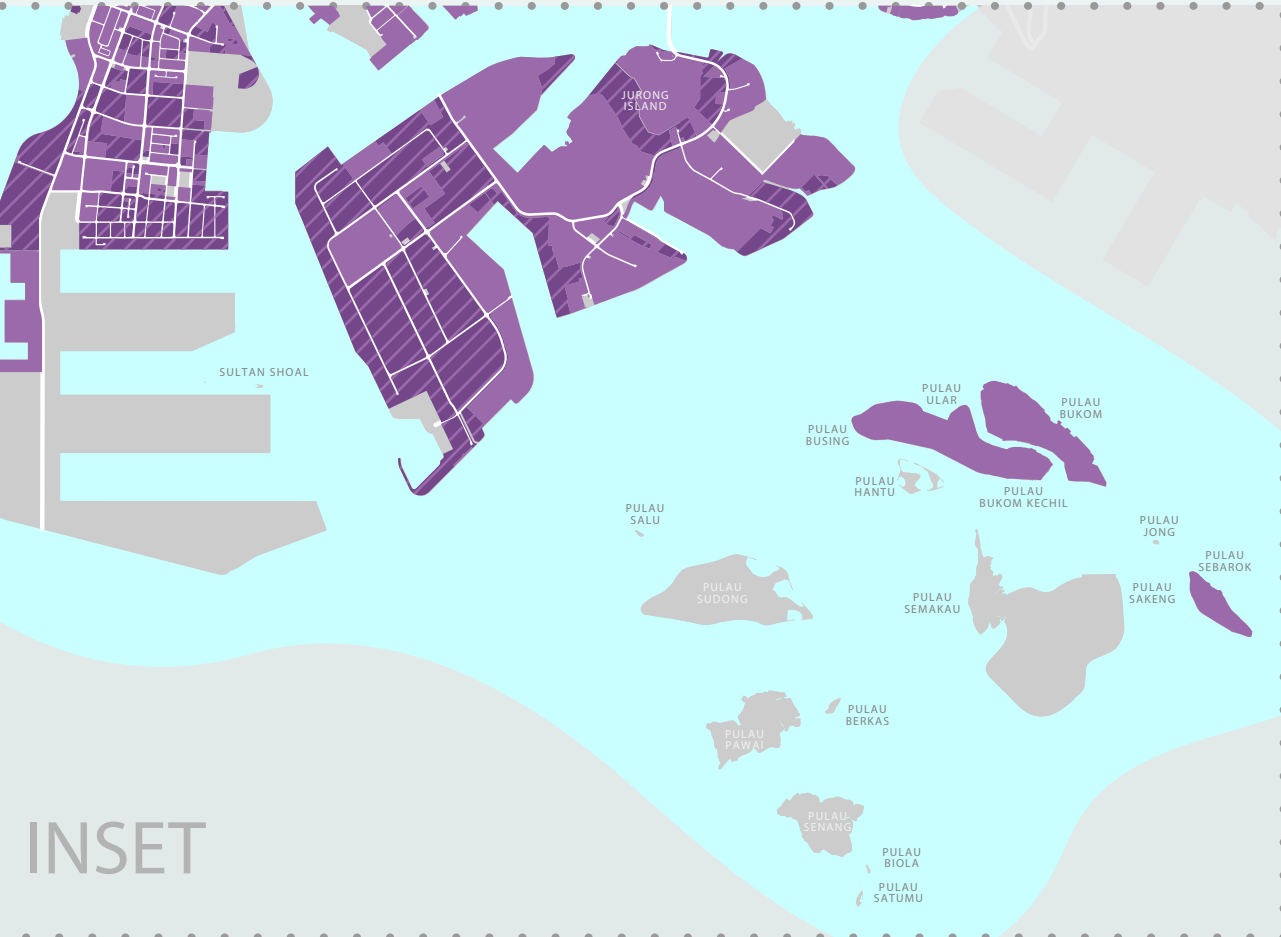 JURONG
ISLAND
SULTAN SHOAL
PULAU
ULAR
PULAU
BUKOM
PULAU
BUSING
PULAU
HANTU
PULAU
BUKOM KECHIL
PULAU
SALU
PULAU
JONG
PULAU
SEBAROK
PULAU
SUDONG
PULAU
SEMAKAU
PULAU
SAKENG
PULAU
BERKAS
PULAU
PAWAI
PULAU
SENANG
INSET
PULAU
BIOLA
PULAU
SATUMU